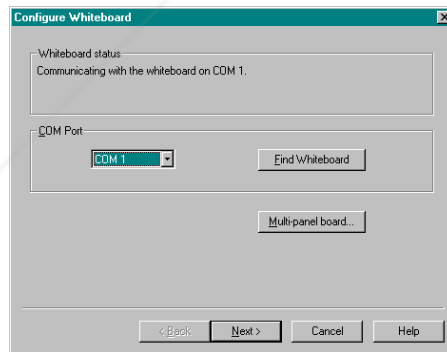 Configure Whiteboard
Whiteboard status
Communicating with the whiteboard on COM 1.
COM Port
COM 1
Find Whiteboard
Multi-panel board...
< Back Next > Cancel Help